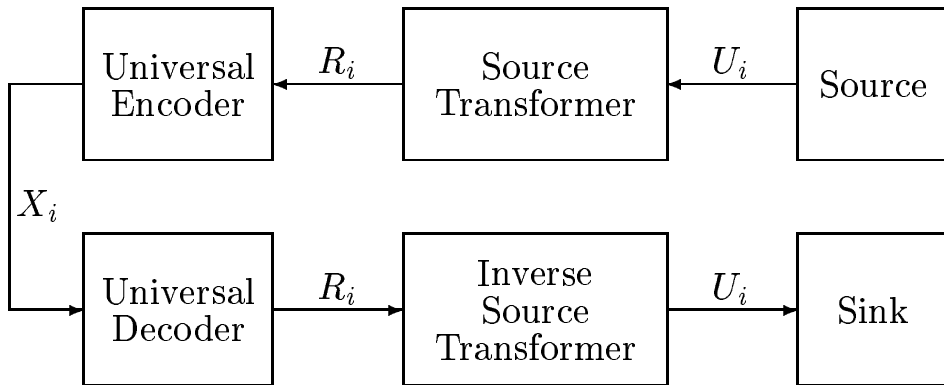 Universal
Encoder
R_i
Source
Transformer
U_i
Source
X_i
Universal
Decoder
R_i
Inverse
Source
Transformer
U_i
Sink